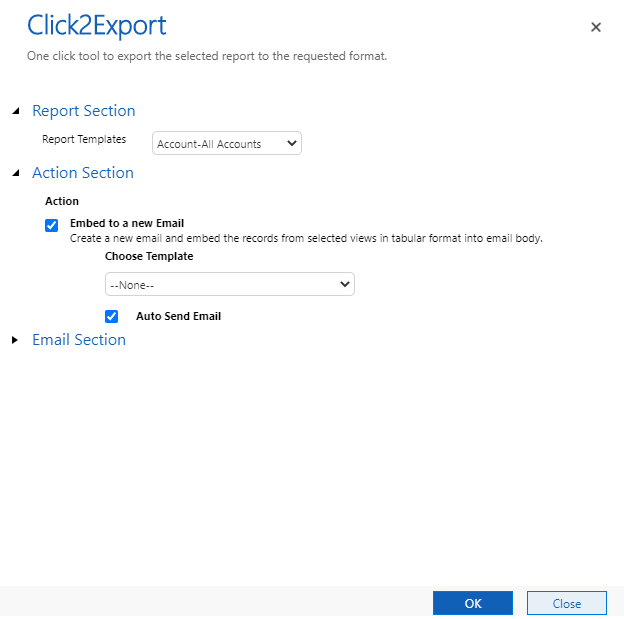 Click2Export
One click tool to export the selected report to the requested format.
Report Section
Report Templates Account-All Accounts
Action Section
Action
Embed to a new Email
Create a new email and embed the records from selected views in tabular format into email body.
Choose Template
--None--
Auto Send Email
Email Section
OK Close